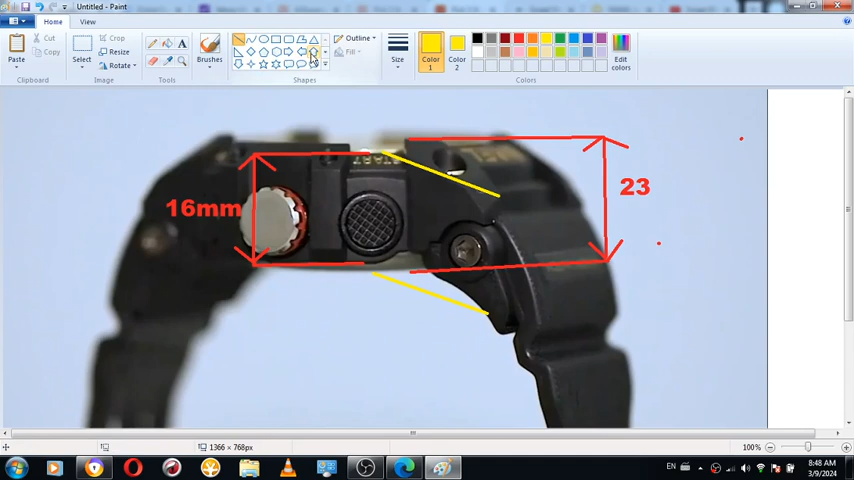 Untitled - Paint
Home
View
Paste
Cut
Copy
Clipboard
Select
Crop
Resize
Rotate
Image
Tools
Brushes
Shapes
Outline
Fill
Size
Color
1
Color
2
Edit
colors
Colors
START
16mm
23
1366 × 768px
100%
EN
8:48 AM
3/9/2024